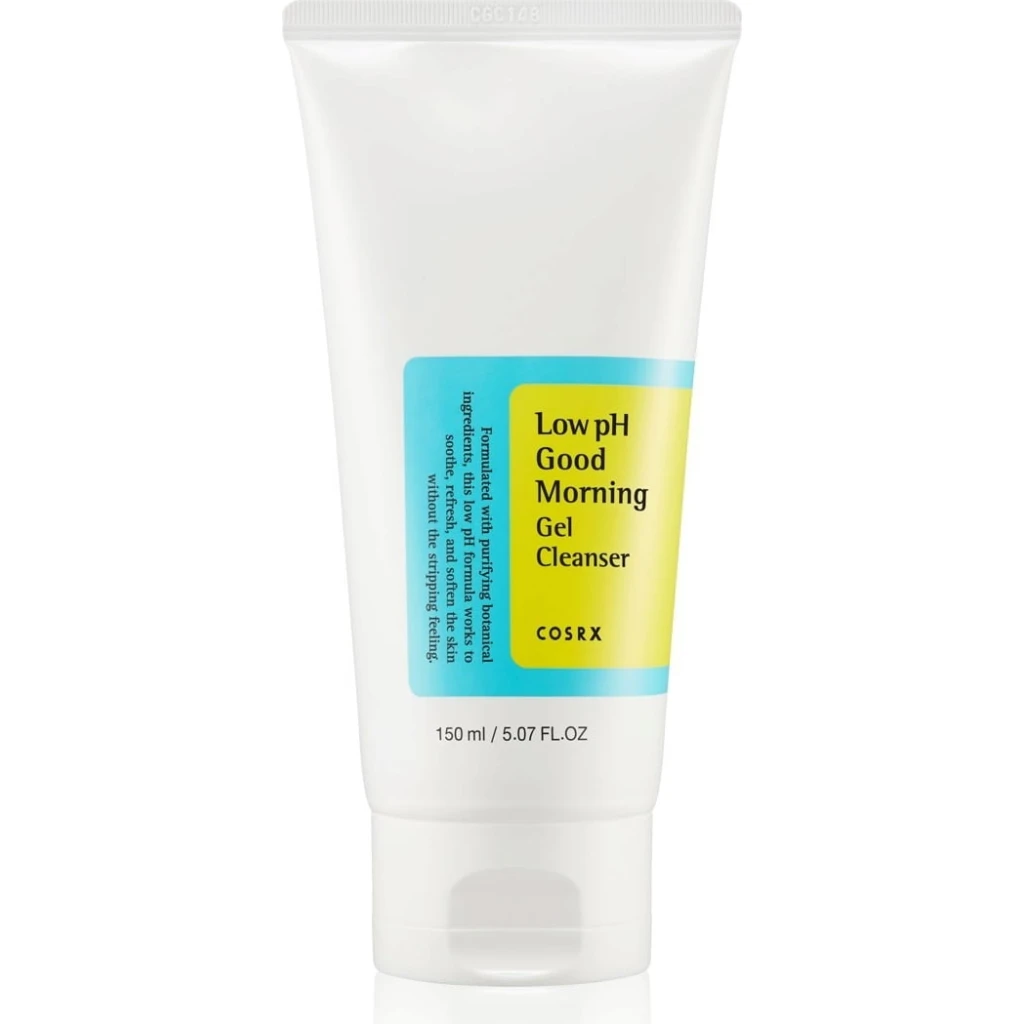 CGC148
Low pH
Good
Morning
Gel
Cleanser
COSRX
Formulated with purifying botanical
ingredients, this low pH formula works to
soothe, refresh, and soften the skin
without the stripping feeling.
150 ml / 5.07 FL.OZ